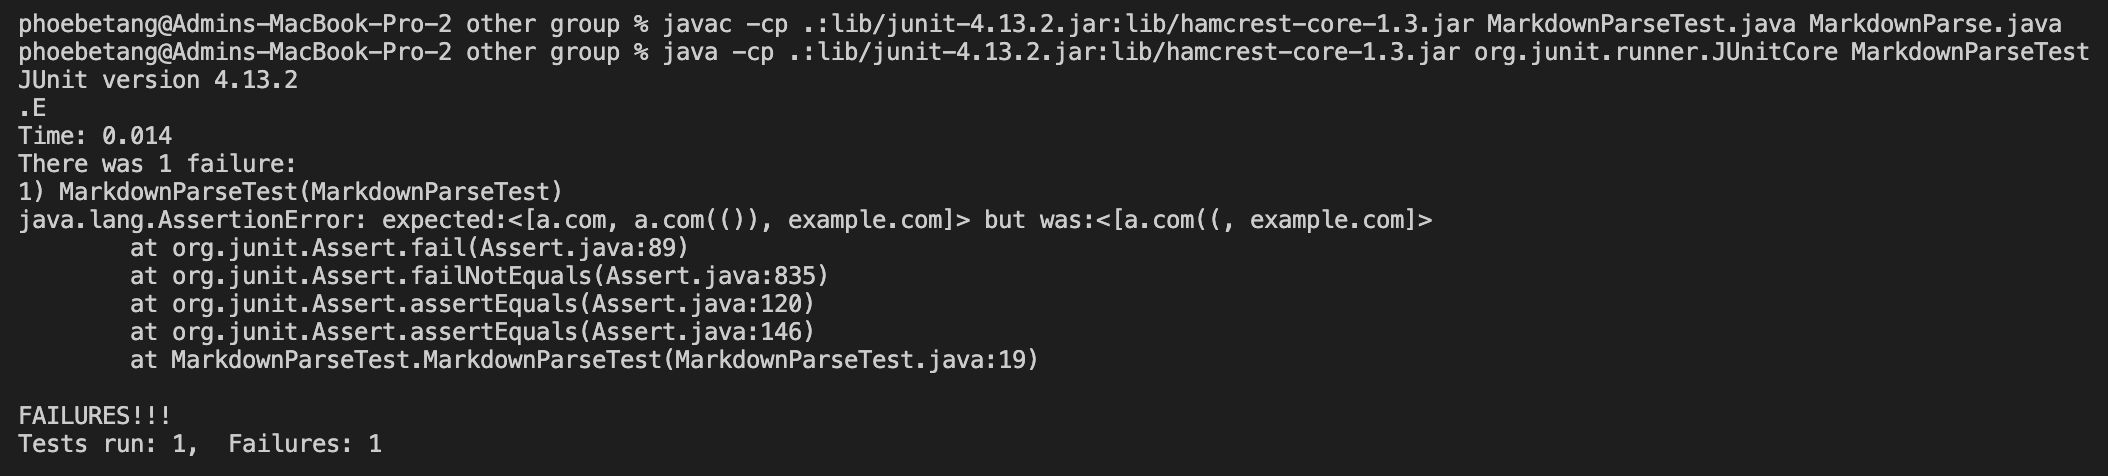 phoebetang@Admins-MacBook-Pro-2 other group % javac -cp .:lib/junit-4.13.2.jar:lib/hamcrest-core-1.3.jar MarkdownParseTest.java MarkdownParse.java
phoebetang@Admins-MacBook-Pro-2 other group % java -cp .:lib/junit-4.13.2.jar:lib/hamcrest-core-1.3.jar org.junit.runner.JUnitCore MarkdownParseTest
JUnit version 4.13.2
.E
Time: 0.014
There was 1 failure:
1) MarkdownParseTest(MarkdownParseTest)
java.lang.AssertionError: expected:<[a.com, a.com(()), example.com]> but was:<[a.com((, example.com]>
        at org.junit.Assert.fail(Assert.java:89)
        at org.junit.Assert.failNotEquals(Assert.java:835)
        at org.junit.Assert.assertEquals(Assert.java:120)
        at org.junit.Assert.assertEquals(Assert.java:146)
        at MarkdownParseTest.MarkdownParseTest(MarkdownParseTest.java:19)

FAILURES!!!
Tests run: 1,  Failures: 1